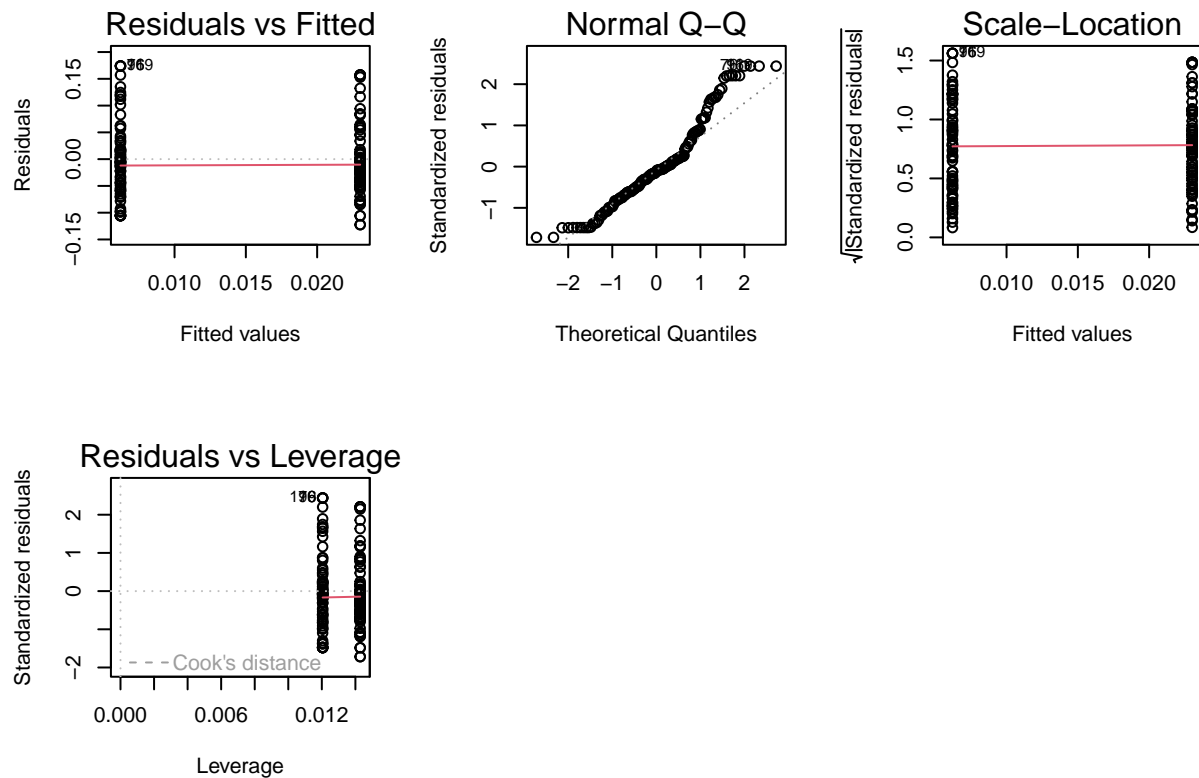 Residuals vs Fitted
Residuals
0.15
0.00
−0.15
0.010 0.015 0.020
Fitted values
Normal Q−Q
Standardized residuals
2
1
0
−1
−2 −1 0 1 2
Theoretical Quantiles
Scale−Location
√|Standardized residuals|
1.5
1.0
0.5
0.0
0.010 0.015 0.020
Fitted values
Residuals vs Leverage
Standardized residuals
2
1
0
−2
Cook's distance
0.000 0.006 0.012
Leverage